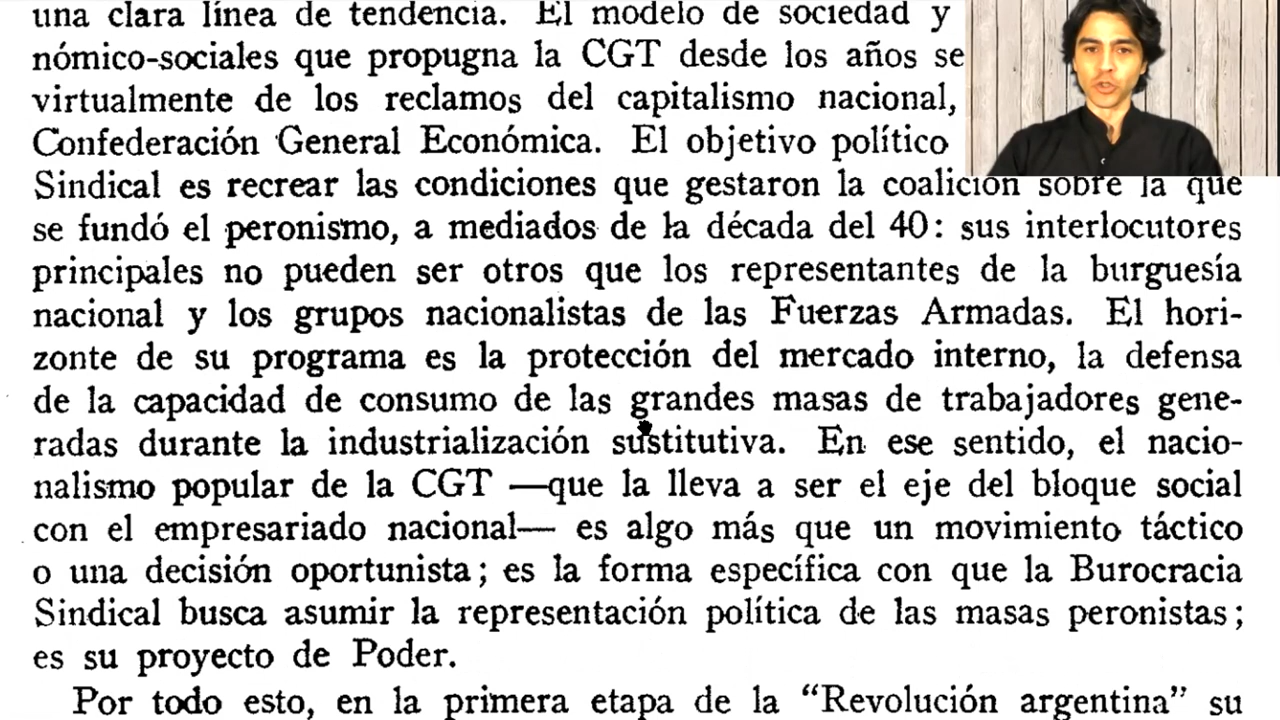 una clara línea de tendencia. El modelo de sociedad y
nómico-sociales que propugna la CGT desde los años se
virtualmente de los reclamos del capitalismo nacional,
Confederación General Económica. El objetivo político
Sindical es recrear las condiciones que gestaron la coalición sobre la que
se fundó el peronismo, a mediados de la década del 40: sus interlocutores
principales no pueden ser otros que los representantes de la burguesía
nacional y los grupos nacionalistas de las Fuerzas Armadas. El hori-
zonte de su programa es la protección del mercado interno, la defensa
de la capacidad de consumo de las grandes masas de trabajadores gene-
radas durante la industrialización sustitutiva. En ese sentido, el nacio-
nalismo popular de la CGT —que la lleva a ser el eje del bloque social
con el empresariado nacional— es algo más que un movimiento táctico
o una decisión oportunista; es la forma específica con que la Burocracia
Sindical busca asumir la representación política de las masas peronistas;
es su proyecto de Poder.
Por todo esto, en la primera etapa de la "Revolución argentina" su